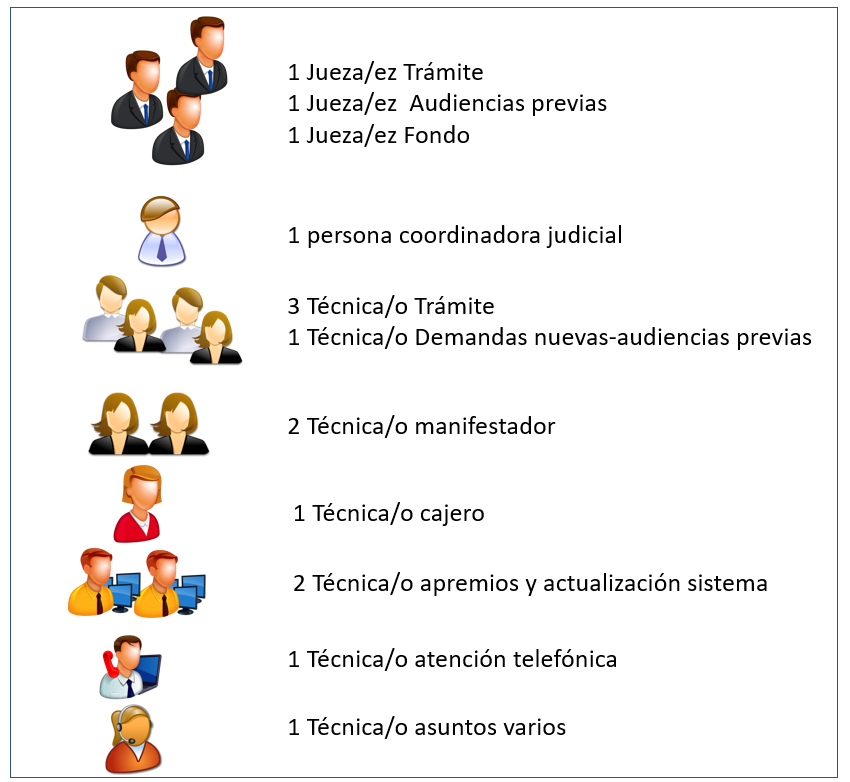 1 Jueza/ez Trámite
1 Jueza/ez  Audiencias previas
1 Jueza/ez Fondo
1 persona coordinadora judicial
3 Técnica/o Trámite
1 Técnica/o Demandas nuevas-audiencias previas
2 Técnica/o manifestador
1 Técnica/o cajero
2 Técnica/o apremios y actualización sistema
1 Técnica/o atención telefónica
1 Técnica/o asuntos varios